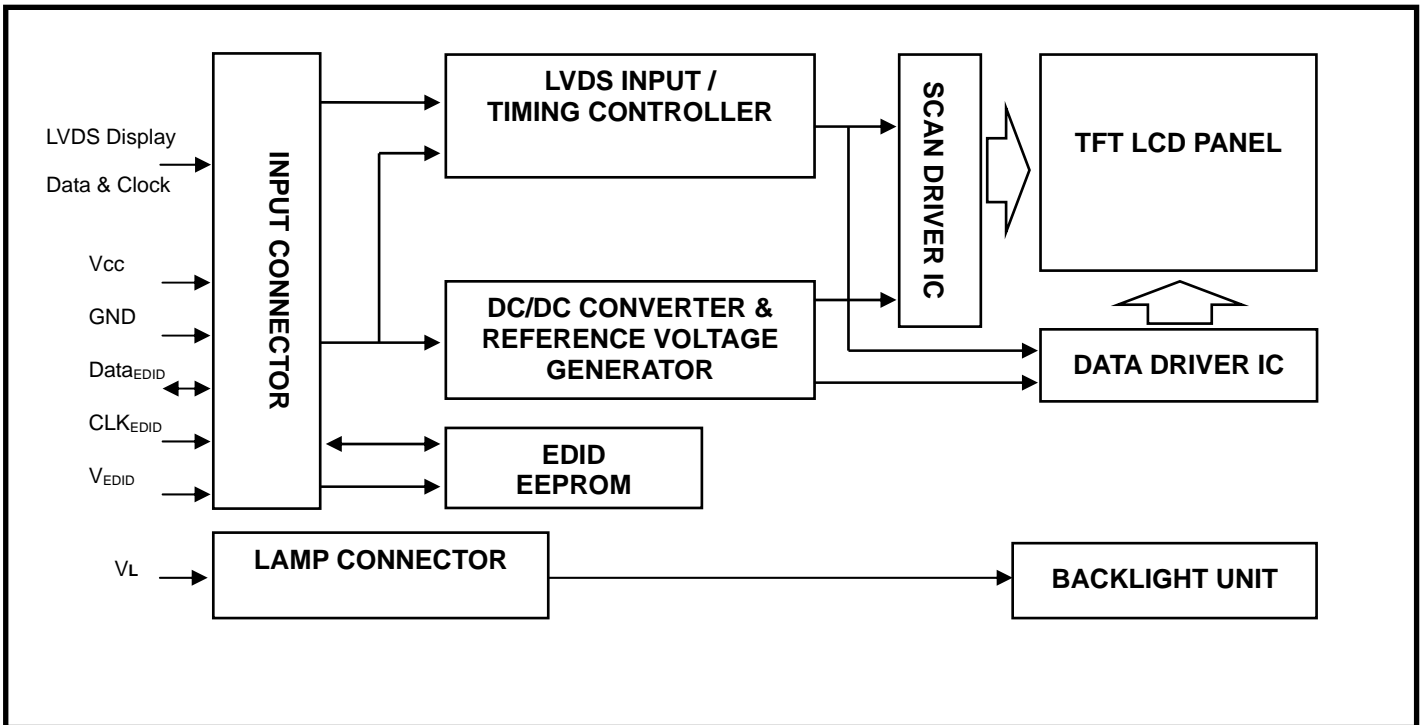 LVDS Display
Data & Clock
Vcc
GND
DataEDID
CLKEDID
VEDID
VL
INPUT CONNECTOR
LVDS INPUT /
TIMING CONTROLLER
DC/DC CONVERTER &
REFERENCE VOLTAGE
GENERATOR
EDID
EEPROM
LAMP CONNECTOR
SCAN DRIVER IC
TFT LCD PANEL
DATA DRIVER IC
BACKLIGHT UNIT